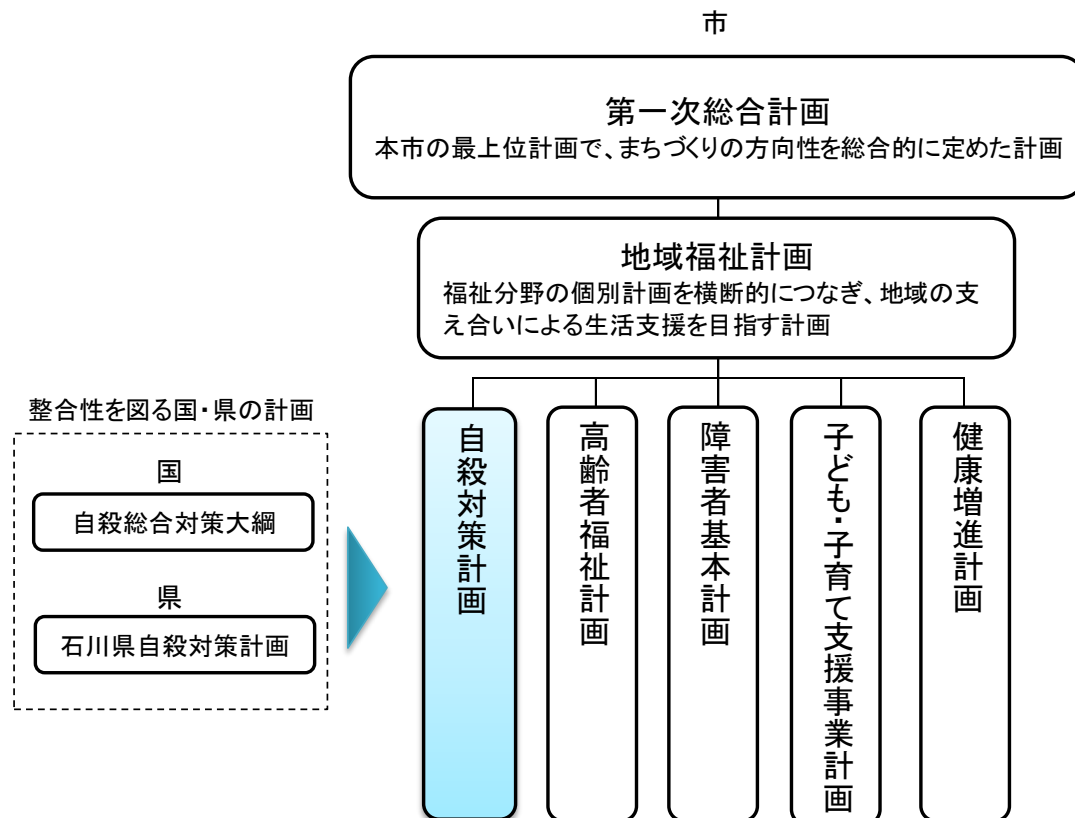 市
第一次総合計画
本市の最上位計画で、まちづくりの方向性を総合的に定めた計画
地域福祉計画
福祉分野の個別計画を横断的につなぎ、地域の支
え合いによる生活支援を目指す計画
整合性を図る国・県の計画
国
自殺総合対策大綱
県
石川県自殺対策計画
自殺対策計画
高齢者福祉計画
障害者基本計画
子ども・子育て支援事業計画
健康増進計画